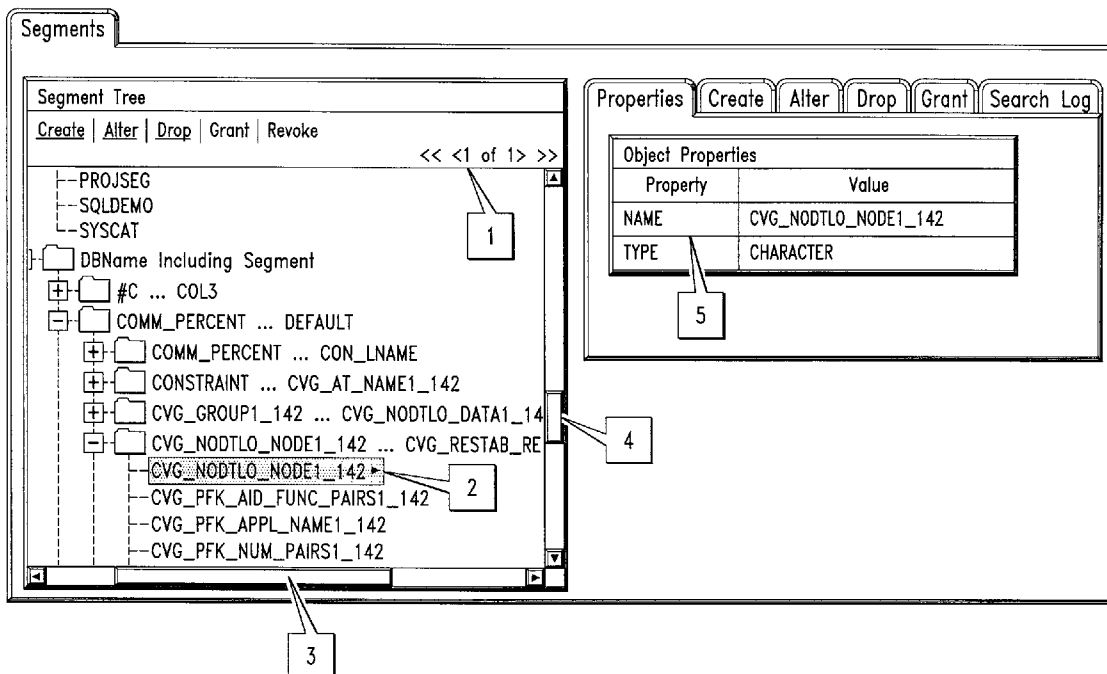 Segments
Segment Tree
Create | Alter | Drop | Grant | Revoke
<< <1 of 1> >>
PROJSEG
SQLDEMO
SYSCAT
DBName Including Segment
#C ... COL3
COMM_PERCENT ... DEFAULT
COMM_PERCENT ... CON_LNAME
CONSTRAINT ... CVG_AT_NAME1_142
CVG_GROUP1_142 ... CVG_NODTLO_DATA1_14
CVG_NODTLO_NODE1_142 ... CVG_RESTAB_RE
CVG_NODTLO_NODE1_142
CVG_PFK_AID_FUNC_PAIRS1_142
CVG_PFK_APPL_NAME1_142
CVG_PFK_NUM_PAIRS1_142
1
2
3
4
Properties Create Alter Drop Grant Search Log
Object Properties
Property Value
NAME CVG_NODTLO_NODE1_142
TYPE CHARACTER
5